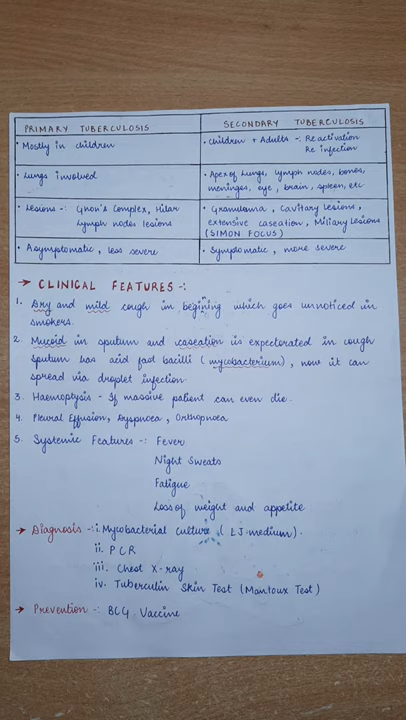 PRIMARY TUBERCULOSIS
SECONDARY TUBERCULOSIS
• Mostly in children
• Children + Adults -: Reactivation
Re infection
• Lungs involved
• Apex of Lungs, lymph nodes, bones,
meninges, eye, brain, spleen, etc
• Lesions -: Ghon's Complex, Hilar
Lymph nodes lesions
• Granuloma, Cavitary lesions,
extensive caseation, Miliary lesions
(SIMON FOCUS)
• Asymptomatic, less severe
• Symptomatic, more severe
→ CLINICAL FEATURES -:
1. Dry and mild cough in begining which goes unnoticed in
smokers.
2. Mucoid in sputum and icaseation is expectorated in cough
sputum has acid fast bacilli (mycobacterium), now it can
spread via droplet infection
3. Haemoptysis - If massive patient can even die.
4. Pleural Effusion, Dyspnoea, Orthopnoea
5. Systemic Features -: Fever
Night Sweats
Fatigue
Loss of weight and appetite
→ Diagnosis -: i. Mycobacterial Culture (LJ medium).
ii. PCR
iii. Chest X-ray
iv. Tuberculin Skin Test (Mantoux Test)
→ Prevention -: BCG Vaccine